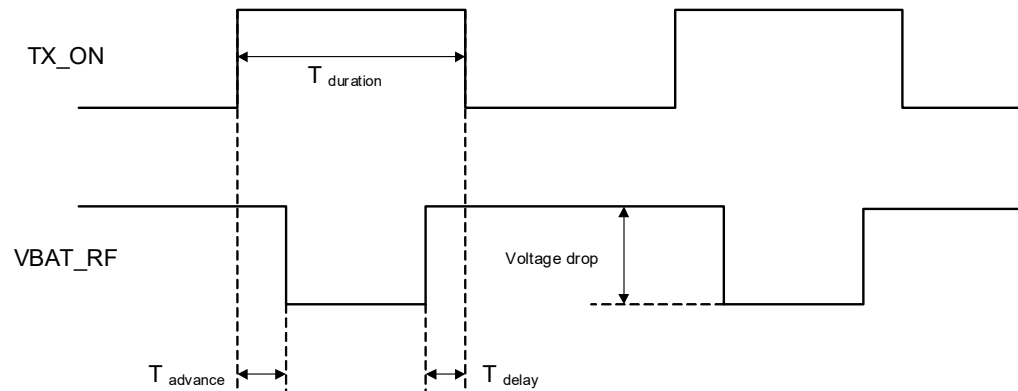 TX_ON
T duration
VBAT_RF
Voltage drop
T advance
T delay